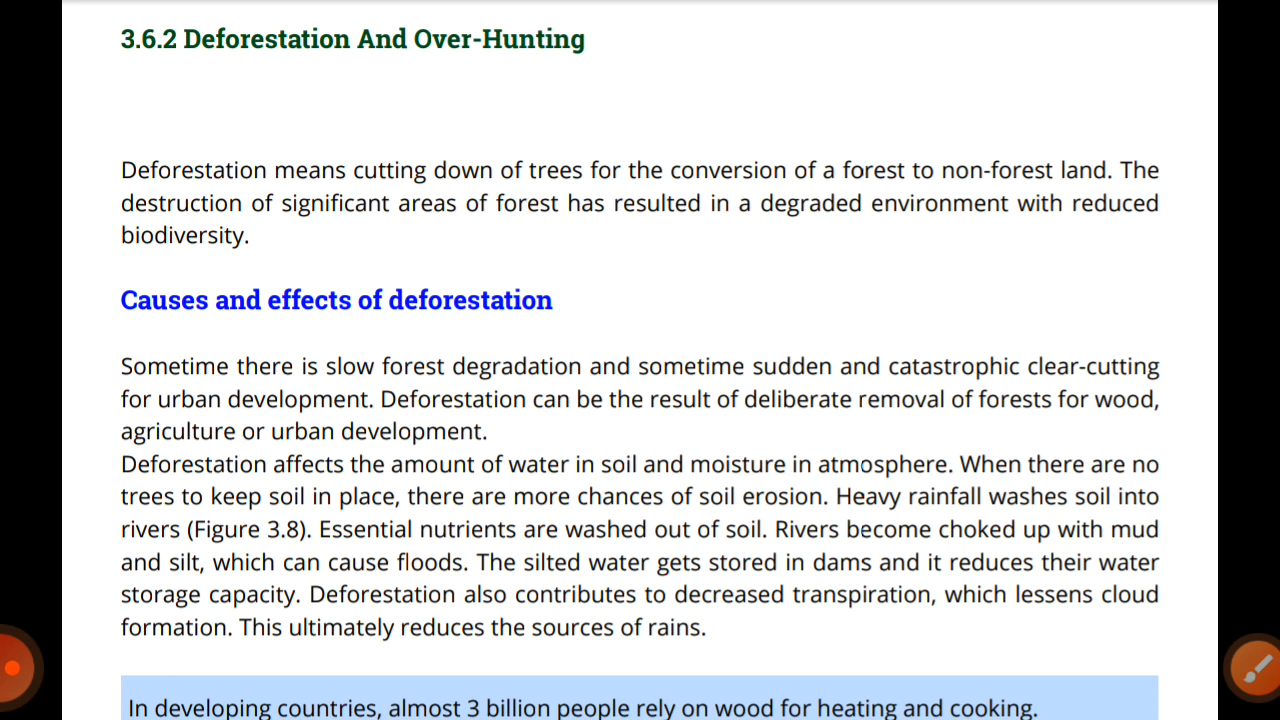 3.6.2 Deforestation And Over-Hunting
Deforestation means cutting down of trees for the conversion of a forest to non-forest land. The
destruction of significant areas of forest has resulted in a degraded environment with reduced
biodiversity.
Causes and effects of deforestation
Sometime there is slow forest degradation and sometime sudden and catastrophic clear-cutting
for urban development. Deforestation can be the result of deliberate removal of forests for wood,
agriculture or urban development.
Deforestation affects the amount of water in soil and moisture in atmosphere. When there are no
trees to keep soil in place, there are more chances of soil erosion. Heavy rainfall washes soil into
rivers (Figure 3.8). Essential nutrients are washed out of soil. Rivers become choked up with mud
and silt, which can cause floods. The silted water gets stored in dams and it reduces their water
storage capacity. Deforestation also contributes to decreased transpiration, which lessens cloud
formation. This ultimately reduces the sources of rains.
In developing countries, almost 3 billion people rely on wood for heating and cooking.